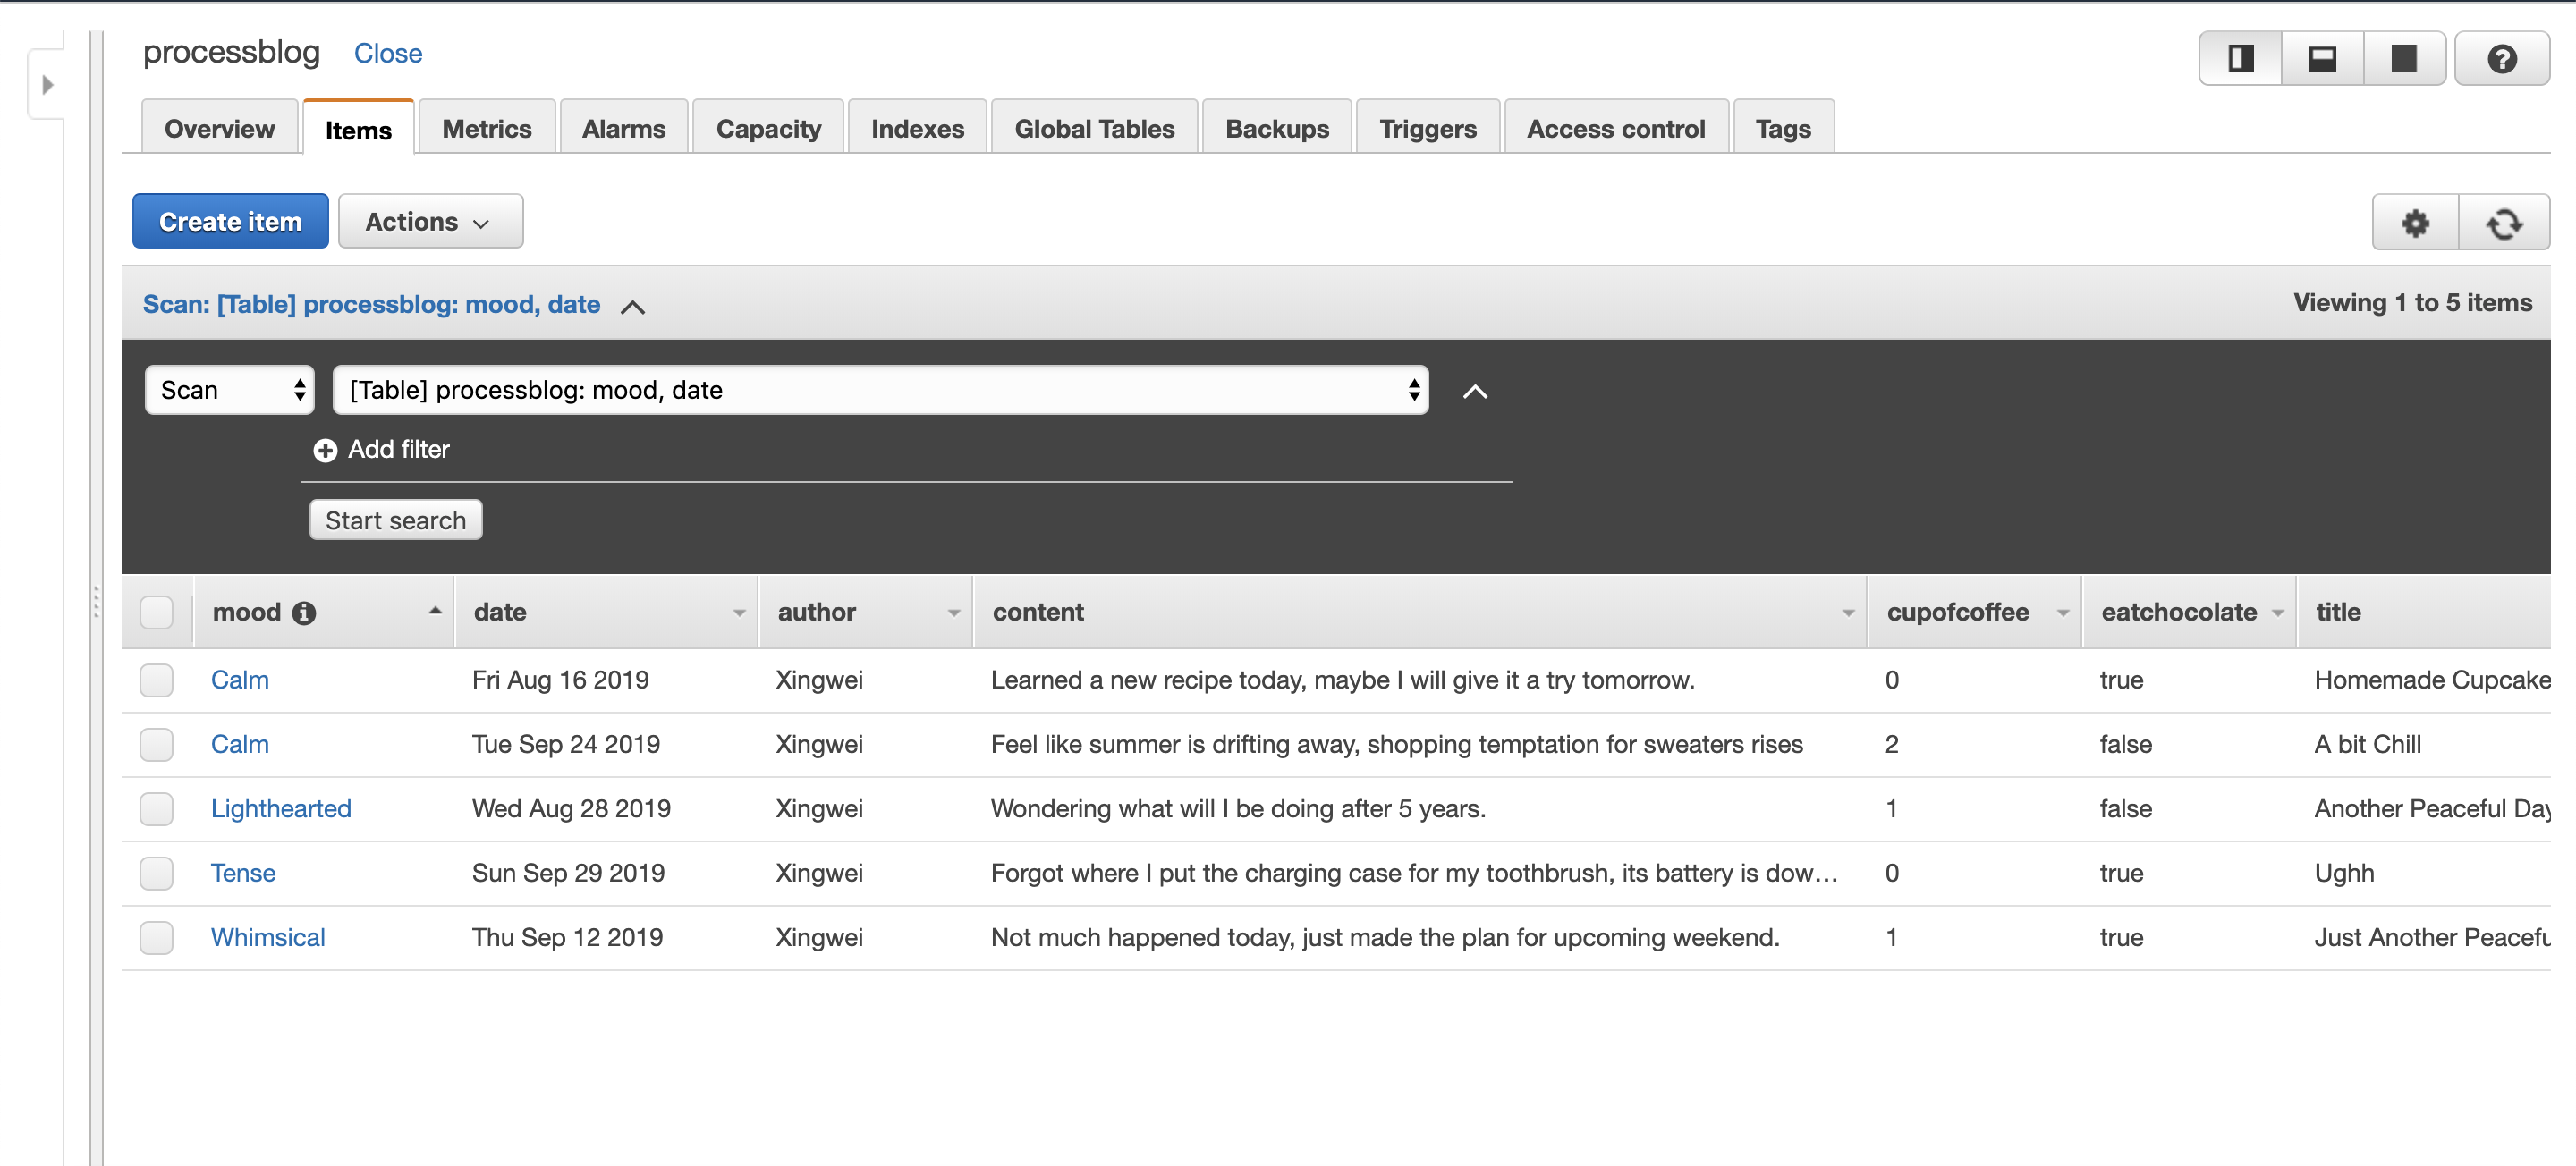 processblog Close
Overview Items Metrics Alarms Capacity Indexes Global Tables Backups Triggers Access control Tags
Create item Actions
Scan: [Table] processblog: mood, date Viewing 1 to 5 items
Scan [Table] processblog: mood, date
Add filter
Start search
mood date author content cupofcoffee eatchocolate title
Calm Fri Aug 16 2019 Xingwei Learned a new recipe today, maybe I will give it a try tomorrow. 0 true Homemade Cupcake
Calm Tue Sep 24 2019 Xingwei Feel like summer is drifting away, shopping temptation for sweaters rises 2 false A bit Chill
Lighthearted Wed Aug 28 2019 Xingwei Wondering what will I be doing after 5 years. 1 false Another Peaceful Day
Tense Sun Sep 29 2019 Xingwei Forgot where I put the charging case for my toothbrush, its battery is dow... 0 true Ughh
Whimsical Thu Sep 12 2019 Xingwei Not much happened today, just made the plan for upcoming weekend. 1 true Just Another Peacefu